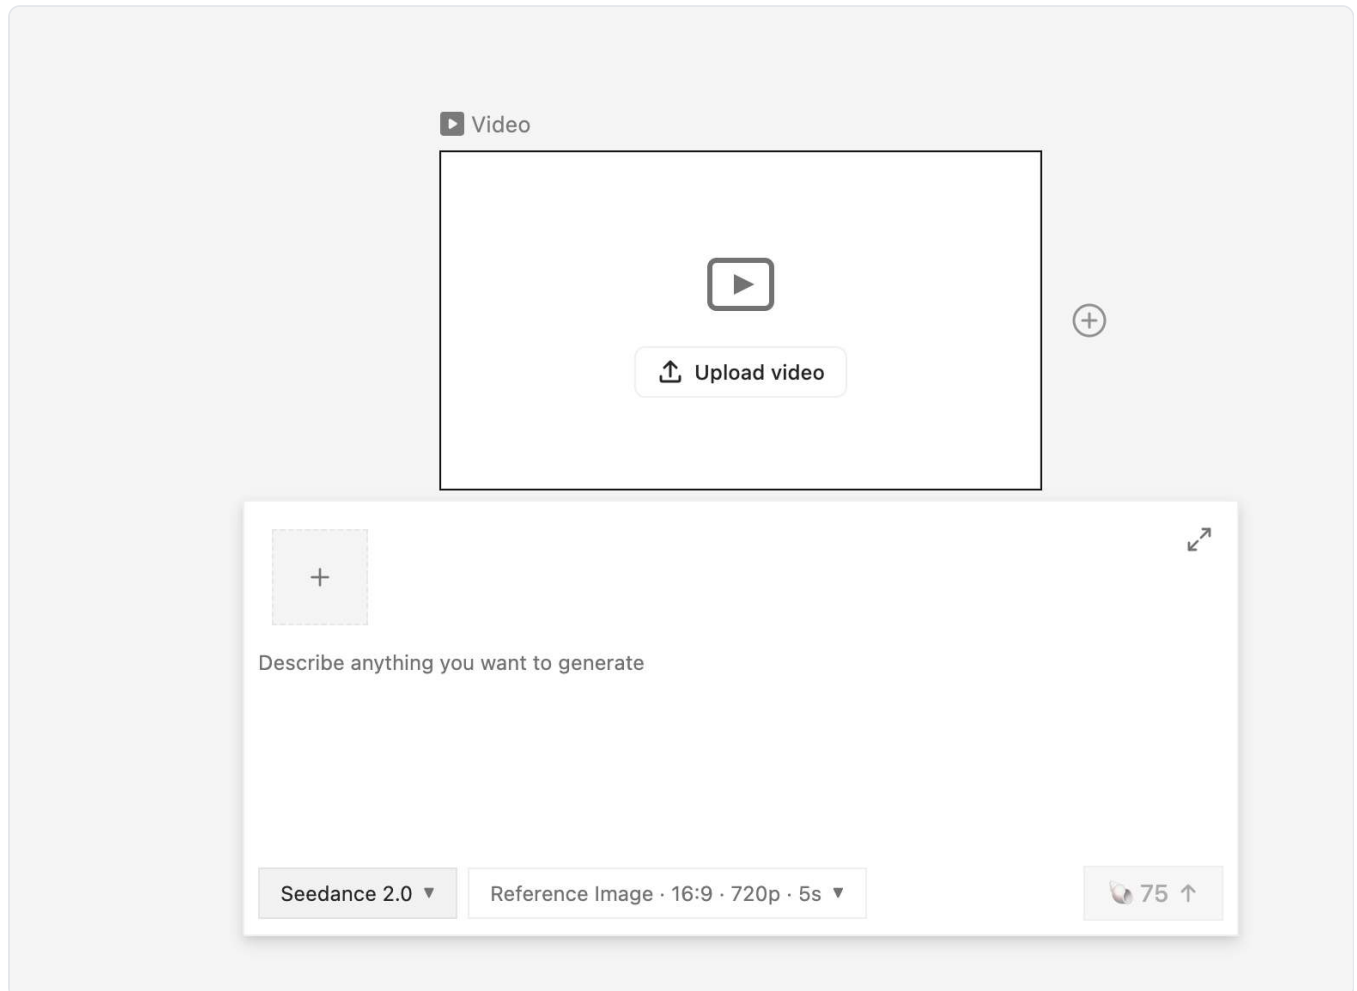 Video
Upload video
Describe anything you want to generate
Seedance 2.0 ▼ Reference Image · 16:9 · 720p · 5s ▼ 75